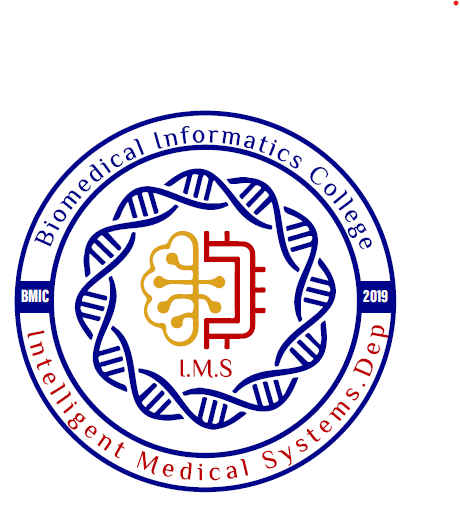 Biomedical Informatics College
BMIC
2019
I.M.S
Intelligent Medical Systems.Dep